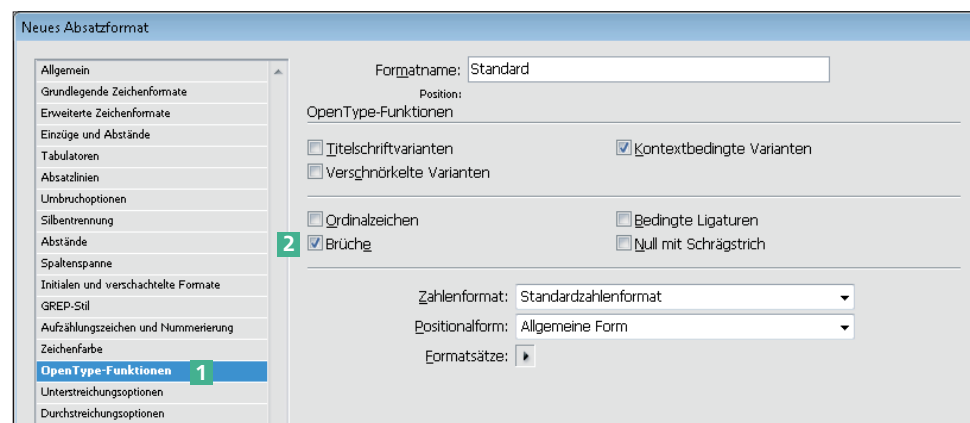 Neues Absatzformat
Allgemein
Grundlegende Zeichenformate
Erweiterte Zeichenformate
Einzüge und Abstände
Tabulatoren
Absatzlinien
Umbruchoptionen
Silbentrennung
Abstände
Spaltenspanne
Initialen und verschachtelte Formate
GREP-Stil
Aufzählungszeichen und Nummerierung
Zeichenfarbe
OpenType-Funktionen 1
Unterstreichungsoptionen
Durchstreichungsoptionen
Formatname: Standard
Position:
OpenType-Funktionen
Titelschriftvarianten Kontextbedingte Varianten
Verschnörkelte Varianten
Ordinalzeichen Bedingte Ligaturen
2 Brüche Null mit Schrägstrich
Zahlenformat: Standardzahlenformat
Positionalform: Allgemeine Form
Formatsätze: